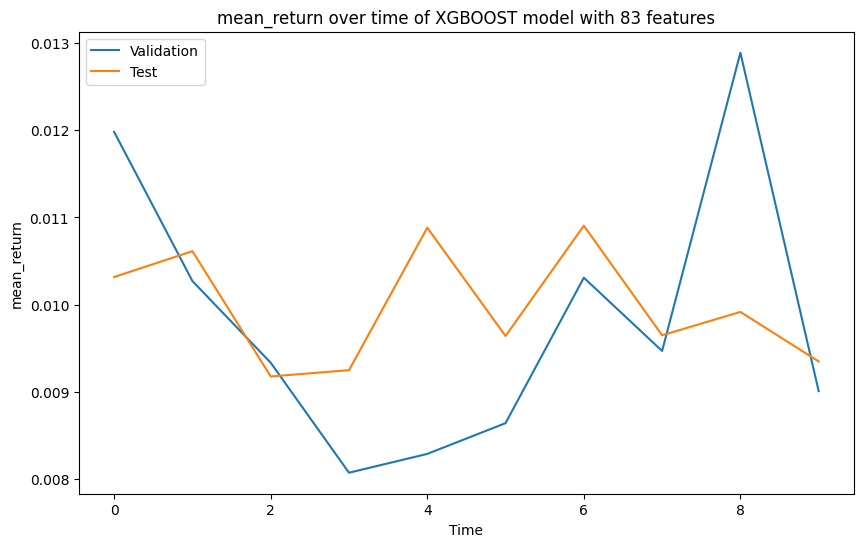 mean_return over time of XGBOOST model with 83 features
Validation
Test
0.013
0.012
0.011
0.010
0.009
0.008
mean_return
0 2 4 6 8
Time